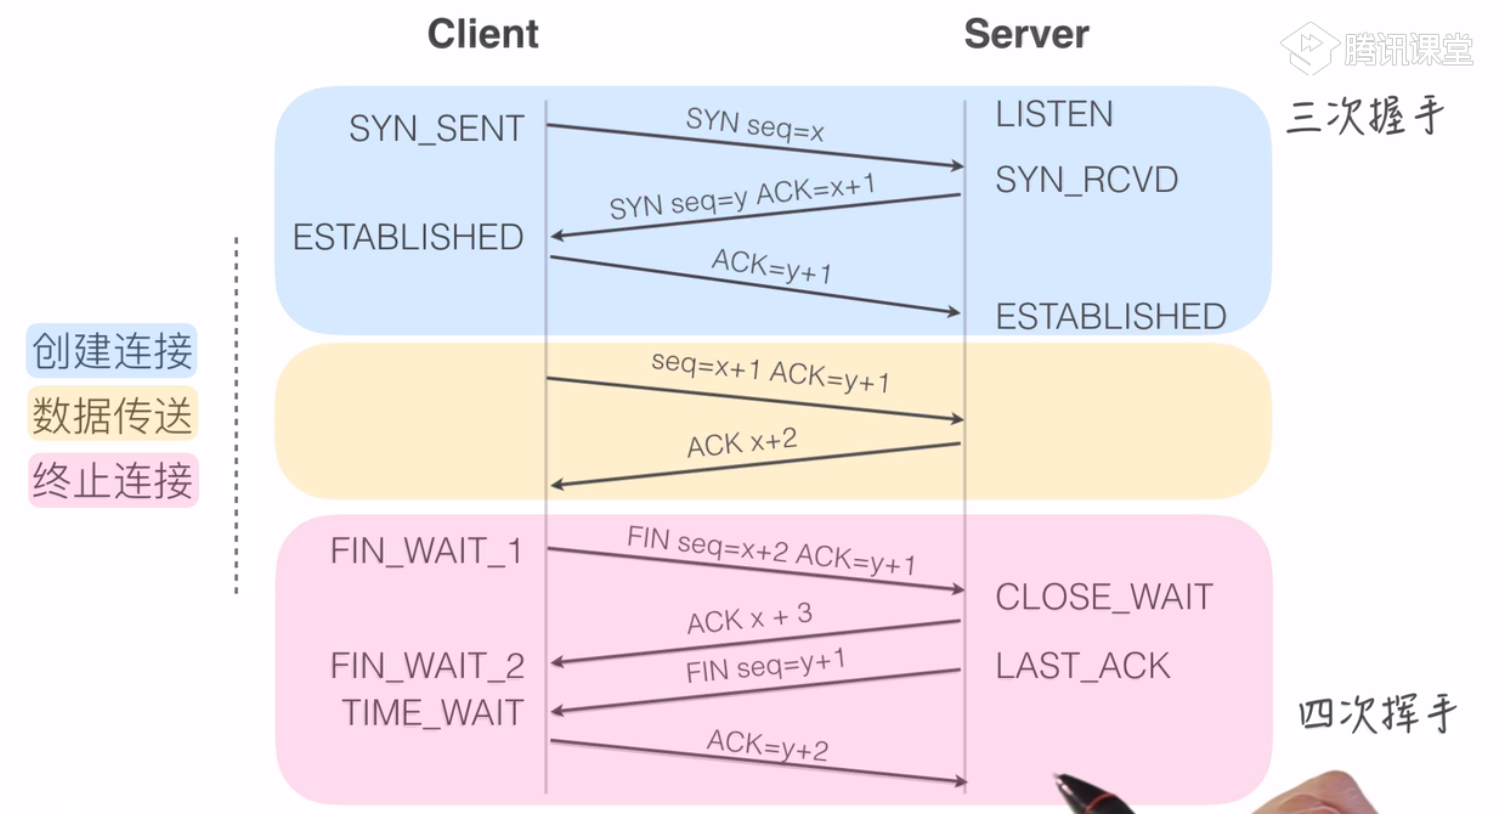 Client
Server
腾讯课堂
三次握手
SYN_SENT
SYN seq=x
LISTEN
SYN_RCVD
SYN seq=y ACK=x+1
ESTABLISHED
ACK=y+1
ESTABLISHED
创建连接
数据传送
终止连接
seq=x+1 ACK=y+1
ACK x+2
FIN_WAIT_1
FIN seq=x+2 ACK=y+1
CLOSE_WAIT
ACK x + 3
FIN_WAIT_2
FIN seq=y+1
LAST_ACK
TIME_WAIT
四次挥手
ACK=y+2